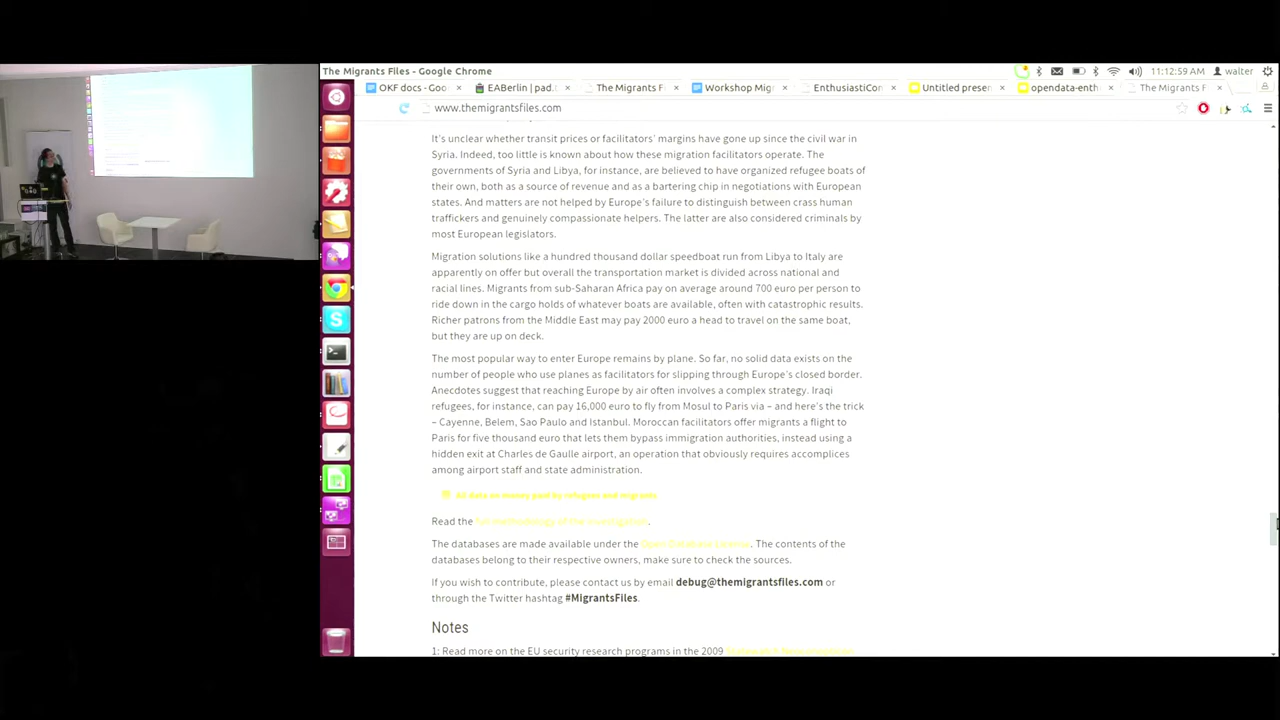 The Migrants Files - Google Chrome
11:12:59 AM walter
OKF docs - Goo
EABerlin | pad.
The Migrants F
Workshop Mig
EnthusiastiCon
Untitled presen
opendata-enth
The Migrants F
www.themigrantsfiles.com
It's unclear whether transit prices or facilitators' margins have gone up since the civil war in
Syria. Indeed, too little is known about how these migration facilitators operate. The
governments of Syria and Libya, for instance, are believed to have organized refugee boats of
their own, both as a source of revenue and as a bartering chip in negotiations with European
states. And matters are not helped by Europe's failure to distinguish between crass human
traffickers and genuinely compassionate helpers. The latter are also considered criminals by
most European legislators.
Migration solutions like a hundred thousand dollar speedboat run from Libya to Italy are
apparently on offer but overall the transportation market is divided across national and
racial lines. Migrants from sub-Saharan Africa pay on average around 700 euro per person to
ride down in the cargo holds of whatever boats are available, often with catastrophic results.
Richer patrons from the Middle East may pay 2000 euro a head to travel on the same boat,
but they are up on deck.
The most popular way to enter Europe remains by plane. So far, no solid data exists on the
number of people who use planes as facilitators for slipping through Europe's closed border.
Anecdotes suggest that reaching Europe by air often involves a complex strategy. Iraqi
refugees, for instance, can pay 16,000 euro to fly from Mosul to Paris via – and here's the trick
– Cayenne, Belem, Sao Paulo and Istanbul. Moroccan facilitators offer migrants a flight to
Paris for five thousand euro that lets them bypass immigration authorities, instead using a
hidden exit at Charles de Gaulle airport, an operation that obviously requires accomplices
among airport staff and state administration.
All data on money paid by refugees and migrants
Read the full methodology of the investigation.
The databases are made available under the Open Database License. The contents of the
databases belong to their respective owners, make sure to check the sources.
If you wish to contribute, please contact us by email debug@themigrantsfiles.com or
through the Twitter hashtag #MigrantsFiles.
Notes
1: Read more on the EU security research programs in the 2009